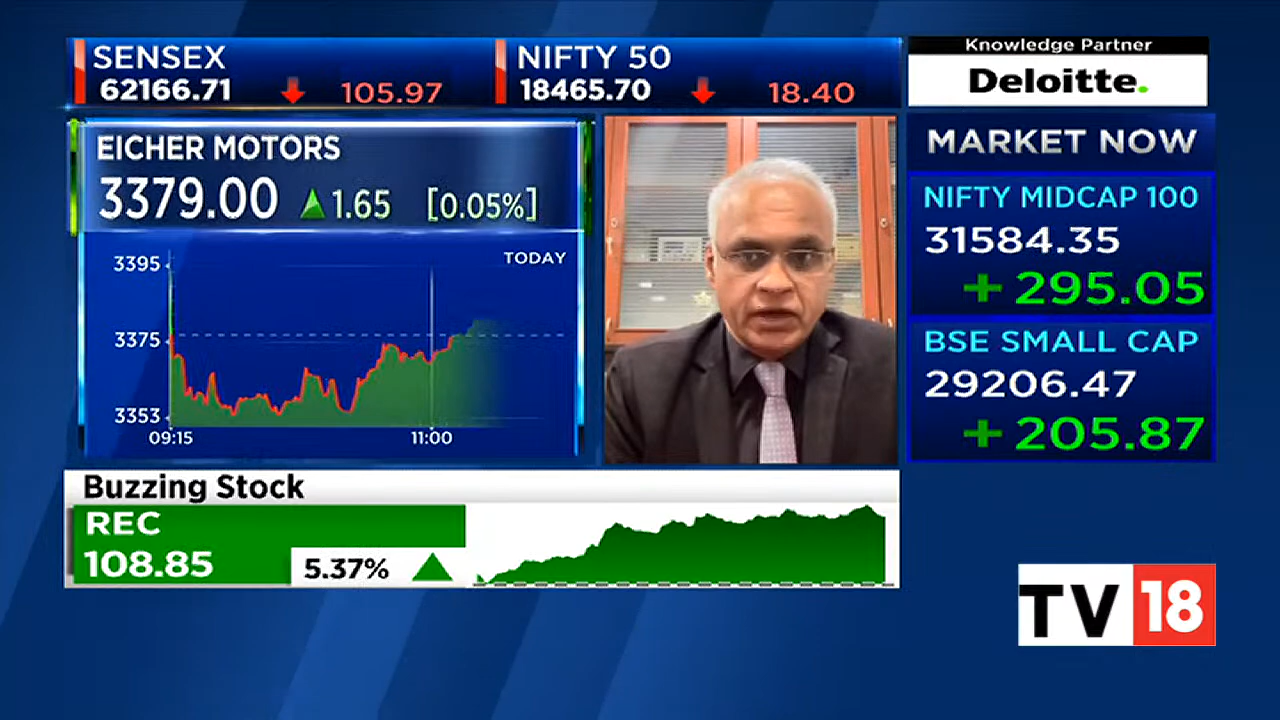 SENSEX
62166.71 105.97
NIFTY 50
18465.70 18.40
Knowledge Partner
Deloitte.
EICHER MOTORS
3379.00 1.65 [0.05%]
TODAY
3395
3375
3353
09:15 11:00
MARKET NOW
NIFTY MIDCAP 100
31584.35
+ 295.05
BSE SMALL CAP
29206.47
+ 205.87
Buzzing Stock
REC
108.85 5.37%
TV18